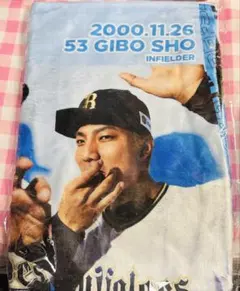 2000.11.26
53 GIBO SHO
INFIELDER
B